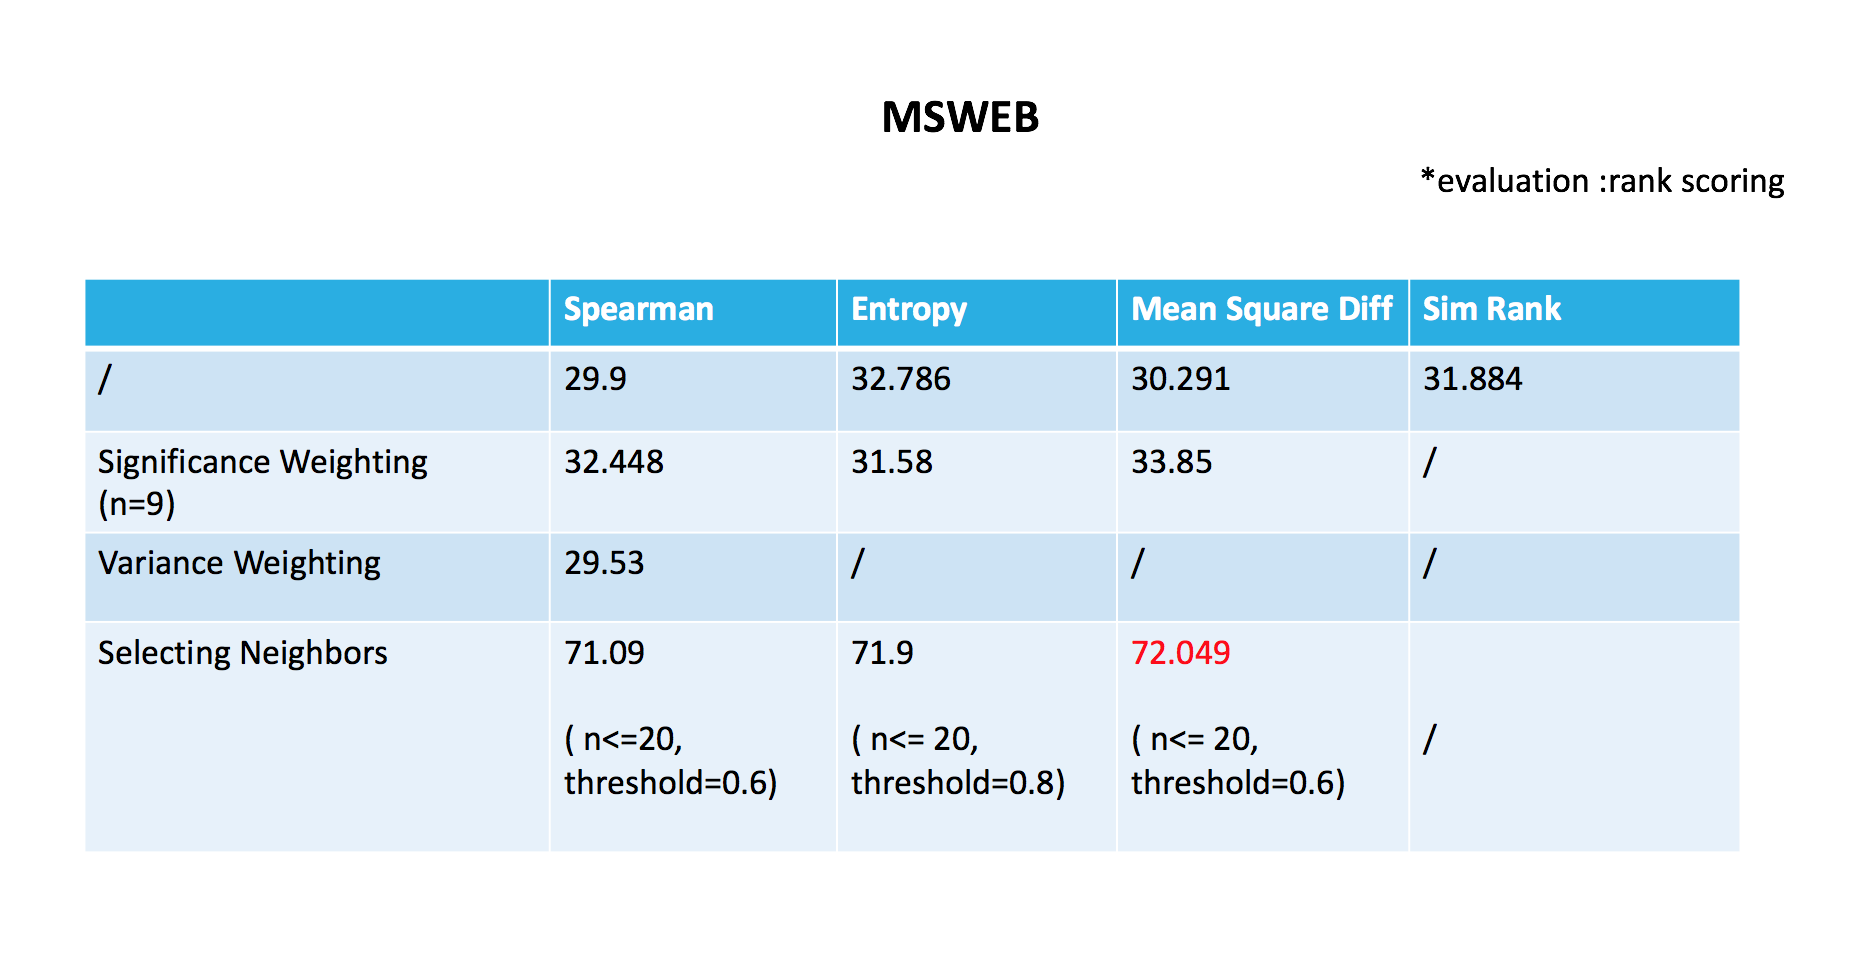 MSWEB
*evaluation :rank scoring
Spearman Entropy Mean Square Diff Sim Rank
/ 29.9 32.786 30.291 31.884
Significance Weighting 32.448 31.58 33.85 /
(n=9)
Variance Weighting 29.53 / / /
Selecting Neighbors 71.09 71.9 72.049
( n<=20, ( n<= 20, ( n<= 20, /
threshold=0.6) threshold=0.8) threshold=0.6)